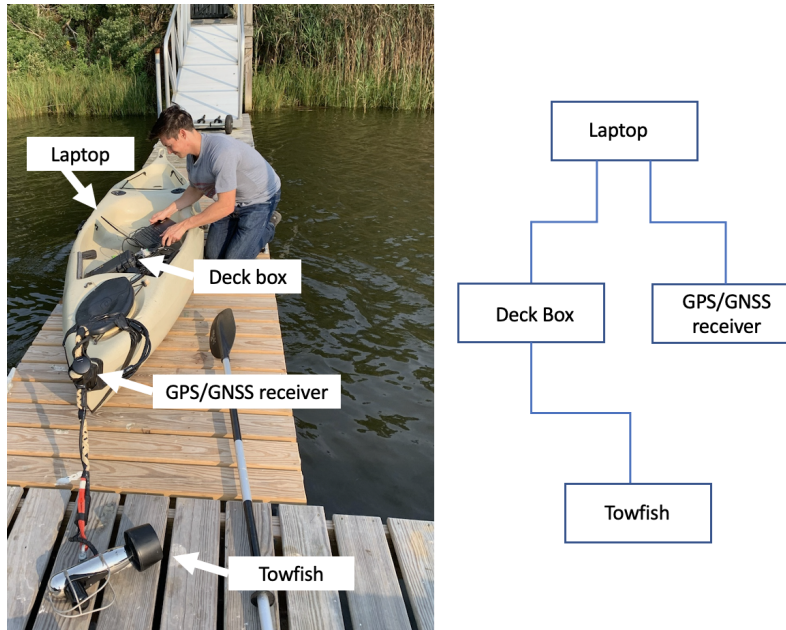 Laptop
Deck box
GPS/GNSS receiver
Towfish
Laptop
Deck Box
GPS/GNSS
receiver
Towfish